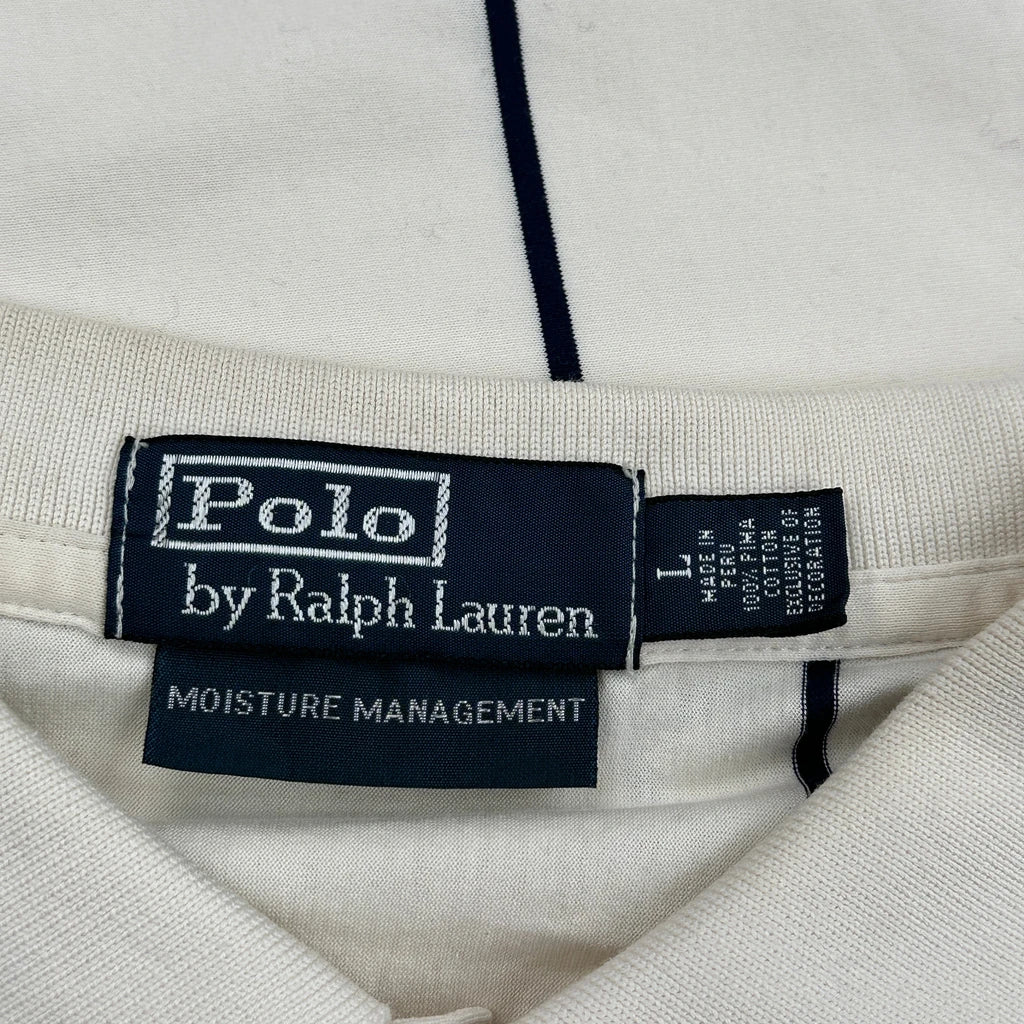 Polo
by Ralph Lauren
L
MADE IN
PERU
100% PIMA
COTTON
EXCLUSIVE OF
DECORATION
MOISTURE MANAGEMENT